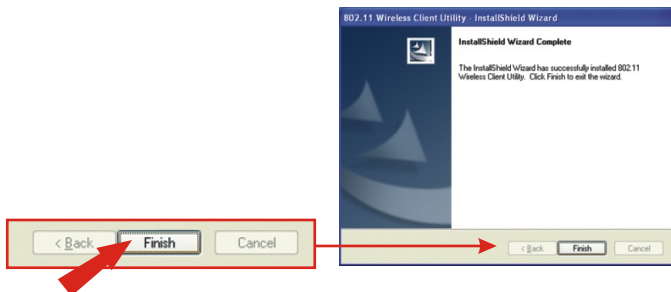 802.11 Wireless Client Utility - InstallShield Wizard
InstallShield Wizard Complete
The InstallShield Wizard has successfully installed 802.11
Wireless Client Utility. Click Finish to exit the wizard.
< Back Finish Cancel
< Back Finish Cancel